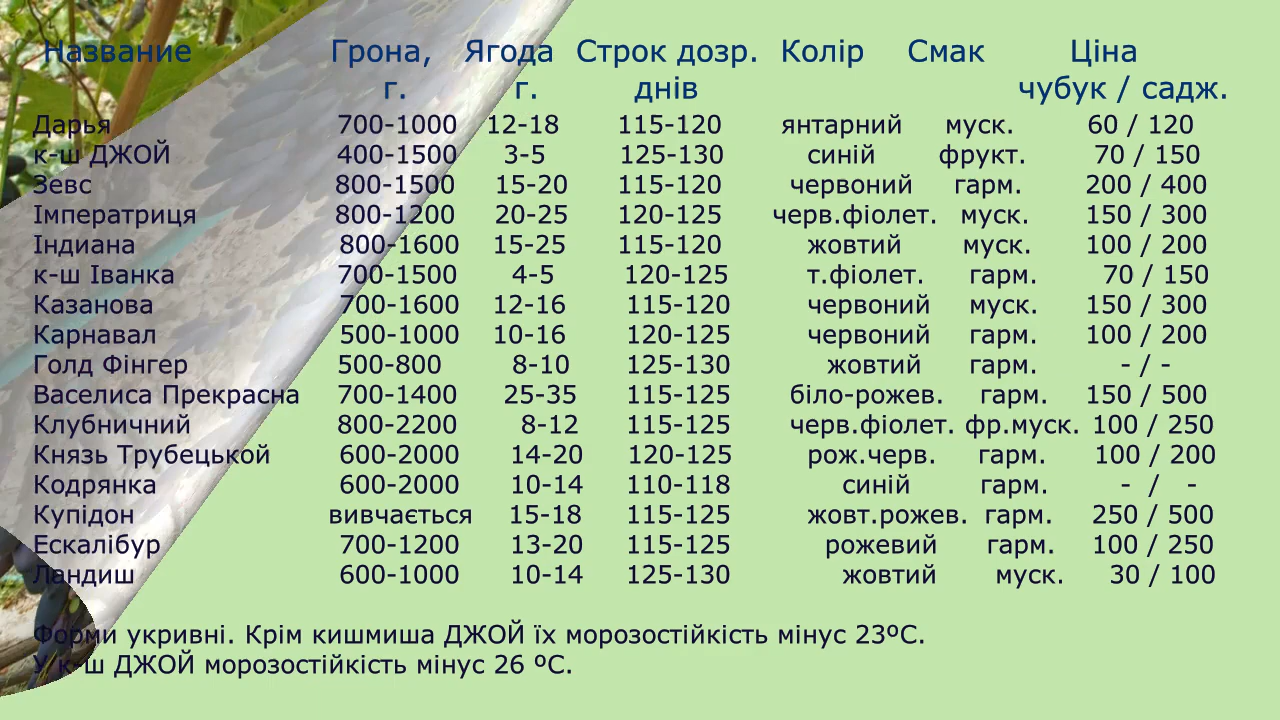 Название Грона, Ягода Строк дозр. Колір Смак Ціна
г. г. днів чубук / садж.
Дарья 700-1000 12-18 115-120 янтарний муск. 60 / 120
к-ш ДЖОЙ 400-1500 3-5 125-130 синій фрукт. 70 / 150
Зевс 800-1500 15-20 115-120 червоний гарм. 200 / 400
Імператриця 800-1200 20-25 120-125 черв.фіолет. муск. 150 / 300
Індиана 800-1600 15-25 115-120 жовтий муск. 100 / 200
к-ш Іванка 700-1500 4-5 120-125 т.фіолет. гарм. 70 / 150
Казанова 700-1600 12-16 115-120 червоний муск. 150 / 300
Карнавал 500-1000 10-16 120-125 червоний гарм. 100 / 200
Голд Фінгер 500-800 8-10 125-130 жовтий гарм. - / -
Васелиса Прекрасна 700-1400 25-35 115-125 біло-рожев. гарм. 150 / 500
Клубничний 800-2200 8-12 115-125 черв.фіолет. фр.муск. 100 / 250
Князь Трубецькой 600-2000 14-20 120-125 рож.черв. гарм. 100 / 200
Кодрянка 600-2000 10-14 110-118 синій гарм. - / -
Купідон вивчається 15-18 115-125 жовт.рожев. гарм. 250 / 500
Ескалібур 700-1200 13-20 115-125 рожевий гарм. 100 / 250
Ландиш 600-1000 10-14 125-130 жовтий муск. 30 / 100
Форми укривні. Крім кишмиша ДЖОЙ їх морозостійкість мінус 23ºС.
У к-ш ДЖОЙ морозостійкість мінус 26 ºС.